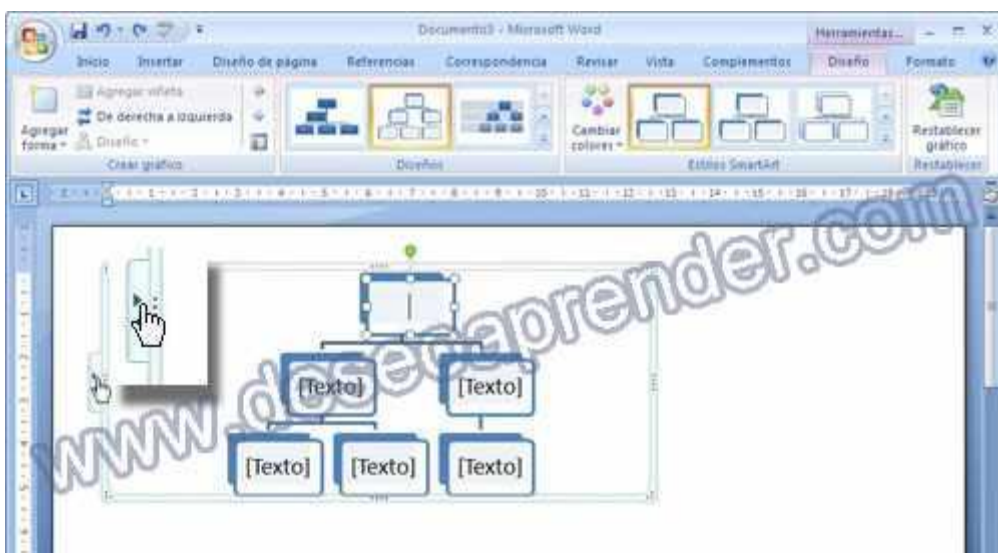 Documento3 - Microsoft Word
Herramientas...
Inicio Insertar Diseño de página Referencias Correspondencia Revisar Vista Complementos Diseño Formato
Agregar forma
Agregar viñeta
De derecha a izquierda
Diseño
Cambiar colores
Restablecer gráfico
Crear gráfico Diseños Estilos SmartArt Restablecer
www.deseoaprender.com
[Texto] [Texto]
[Texto] [Texto] [Texto]